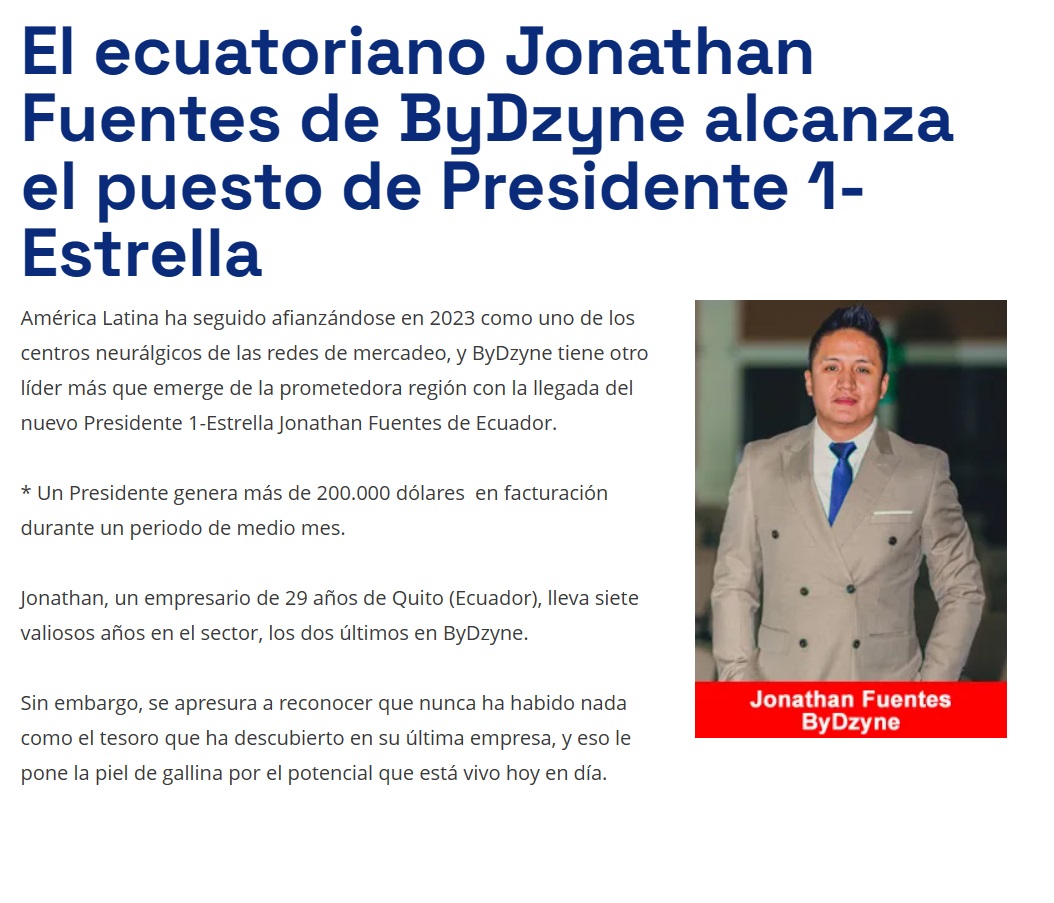 El ecuatoriano Jonathan
Fuentes de ByDzyne alcanza
el puesto de Presidente 1-
Estrella
América Latina ha seguido afianzándose en 2023 como uno de los
centros neurálgicos de las redes de mercadeo, y ByDzyne tiene otro
líder más que emerge de la prometedora región con la llegada del
nuevo Presidente 1-Estrella Jonathan Fuentes de Ecuador.
* Un Presidente genera más de 200.000 dólares  en facturación
durante un periodo de medio mes.
Jonathan, un empresario de 29 años de Quito (Ecuador), lleva siete
valiosos años en el sector, los dos últimos en ByDzyne.
Sin embargo, se apresura a reconocer que nunca ha habido nada
como el tesoro que ha descubierto en su última empresa, y eso le
pone la piel de gallina por el potencial que está vivo hoy en día.
Jonathan Fuentes
ByDzyne